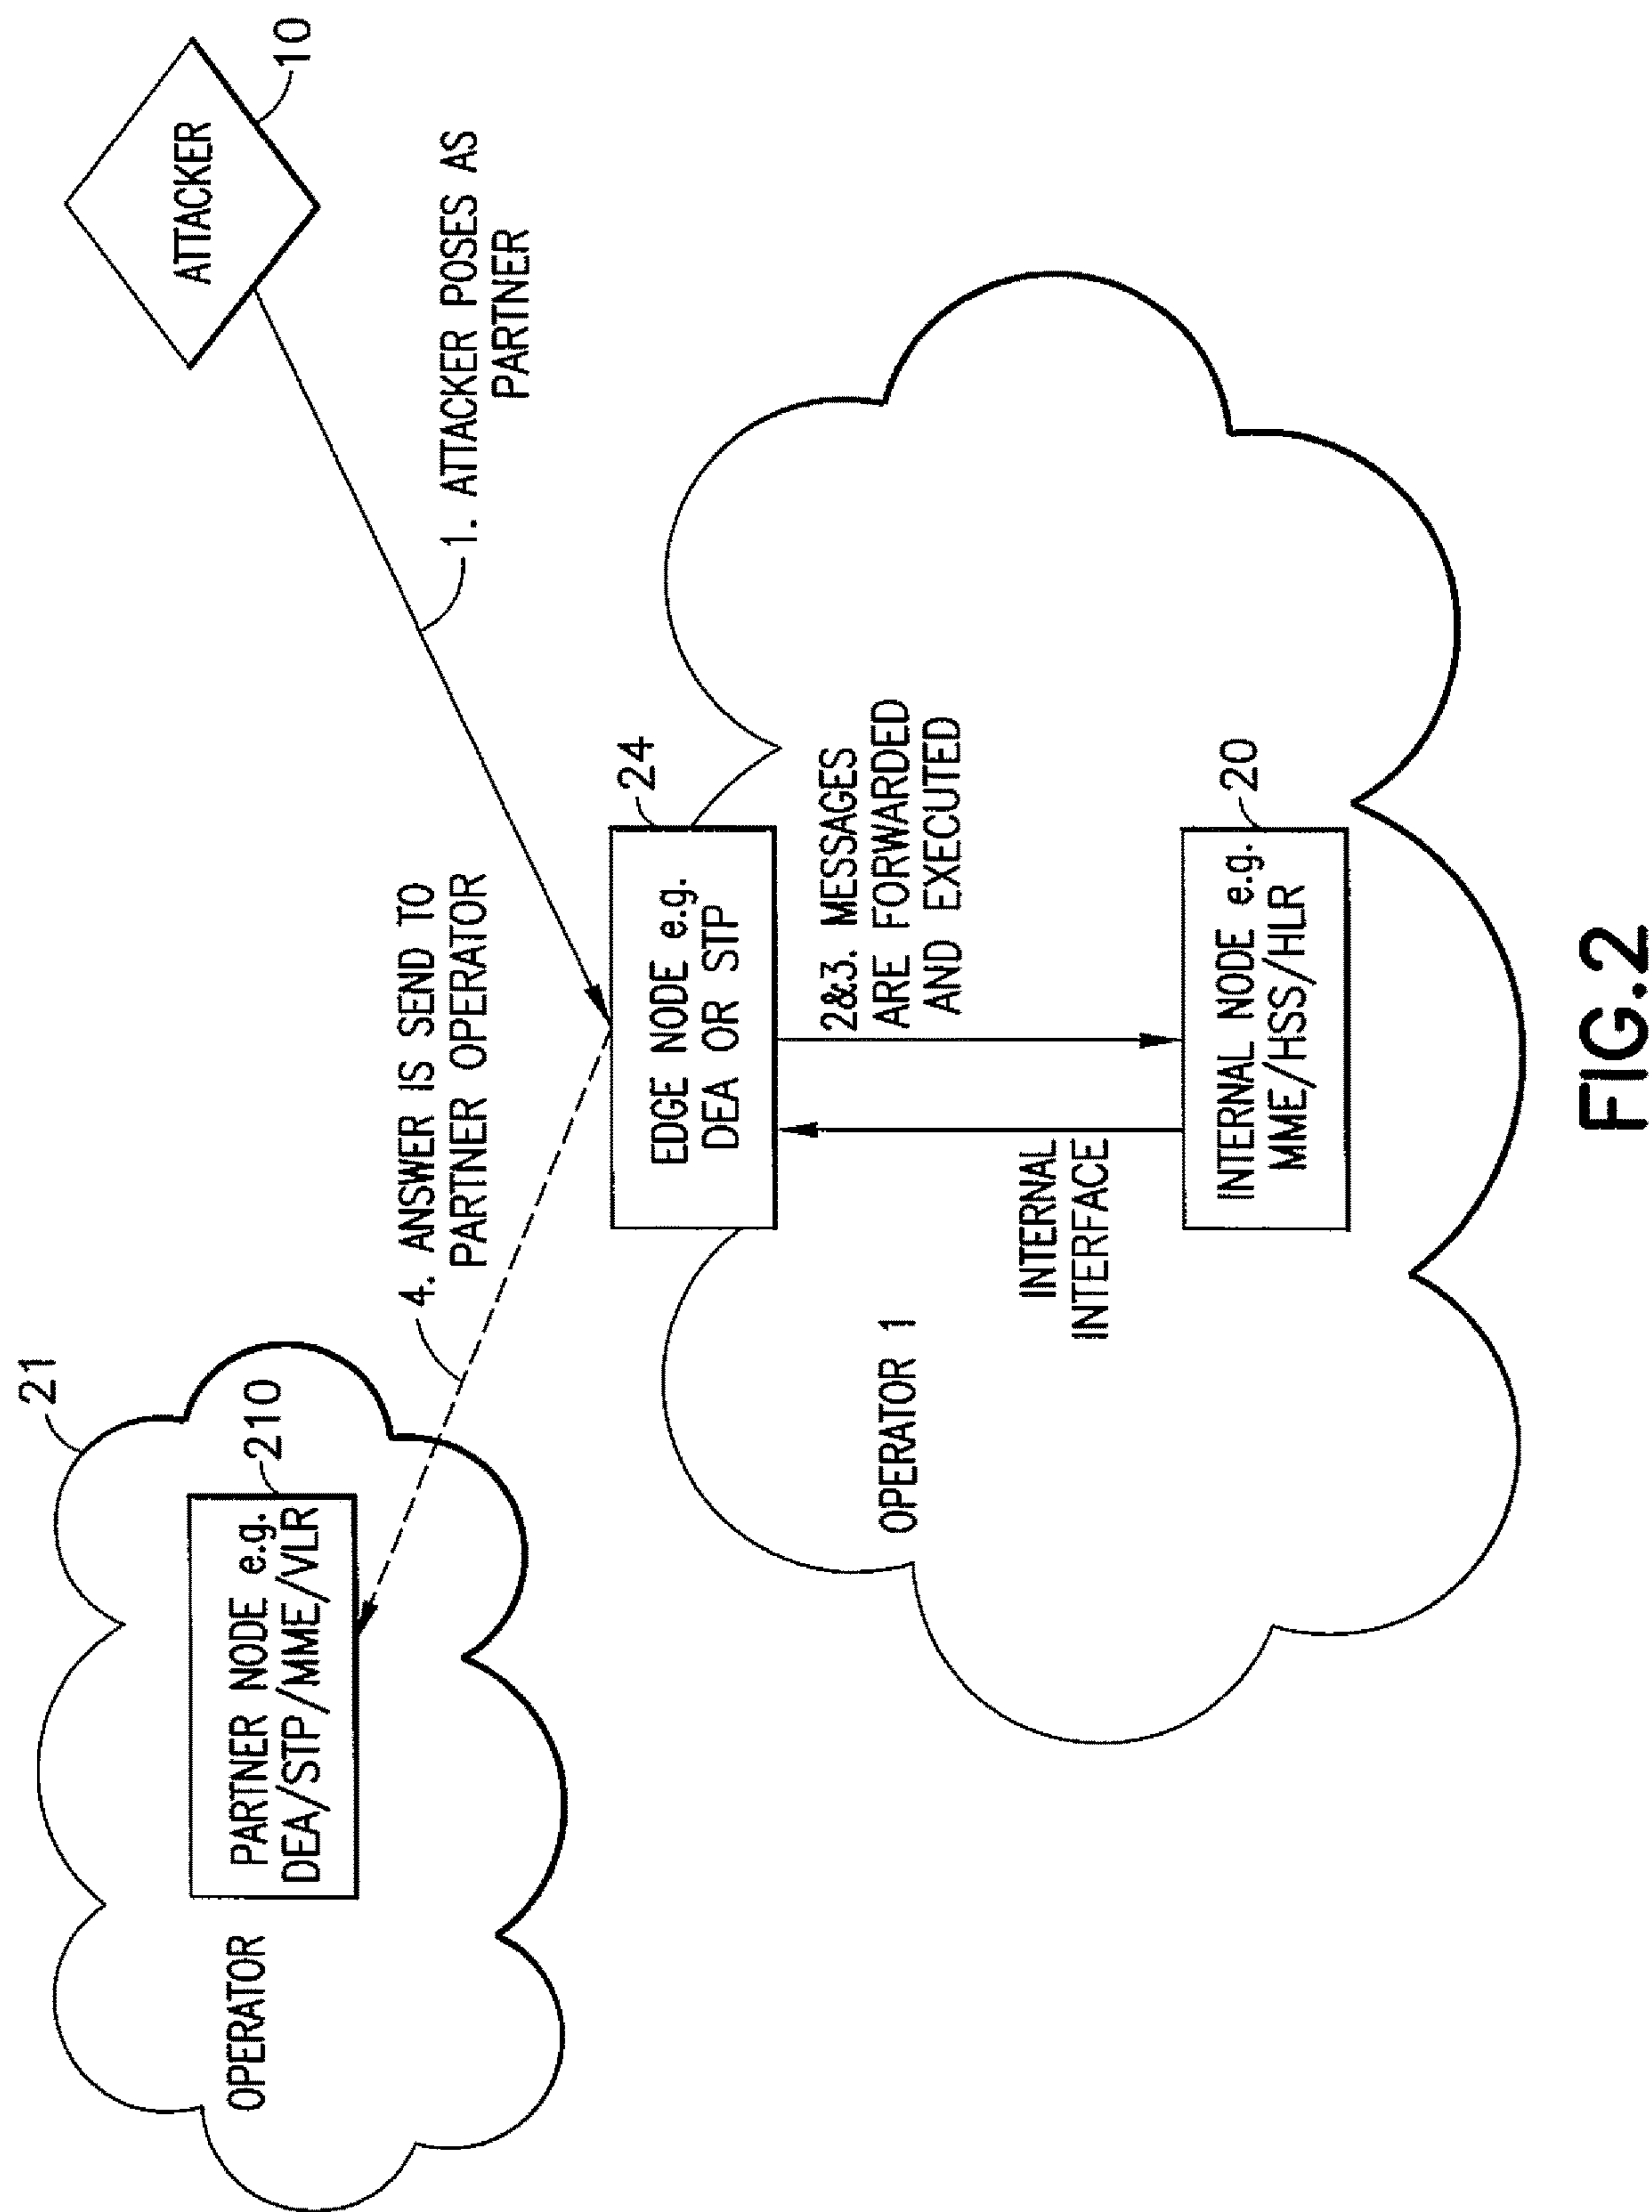 21
OPERATOR
PARTNER NODE e.g.
DEA/STP/MME/VLR
210
4. ANSWER IS SEND TO
PARTNER OPERATOR
ATTACKER
10
1. ATTACKER POSES AS
PARTNER
EDGE NODE e.g.
DEA OR STP
24
OPERATOR 1
INTERNAL
INTERFACE
2&3. MESSAGES
ARE FORWARDED
AND EXECUTED
INTERNAL NODE e.g.
MME/HSS/HLR
20
FIG.2